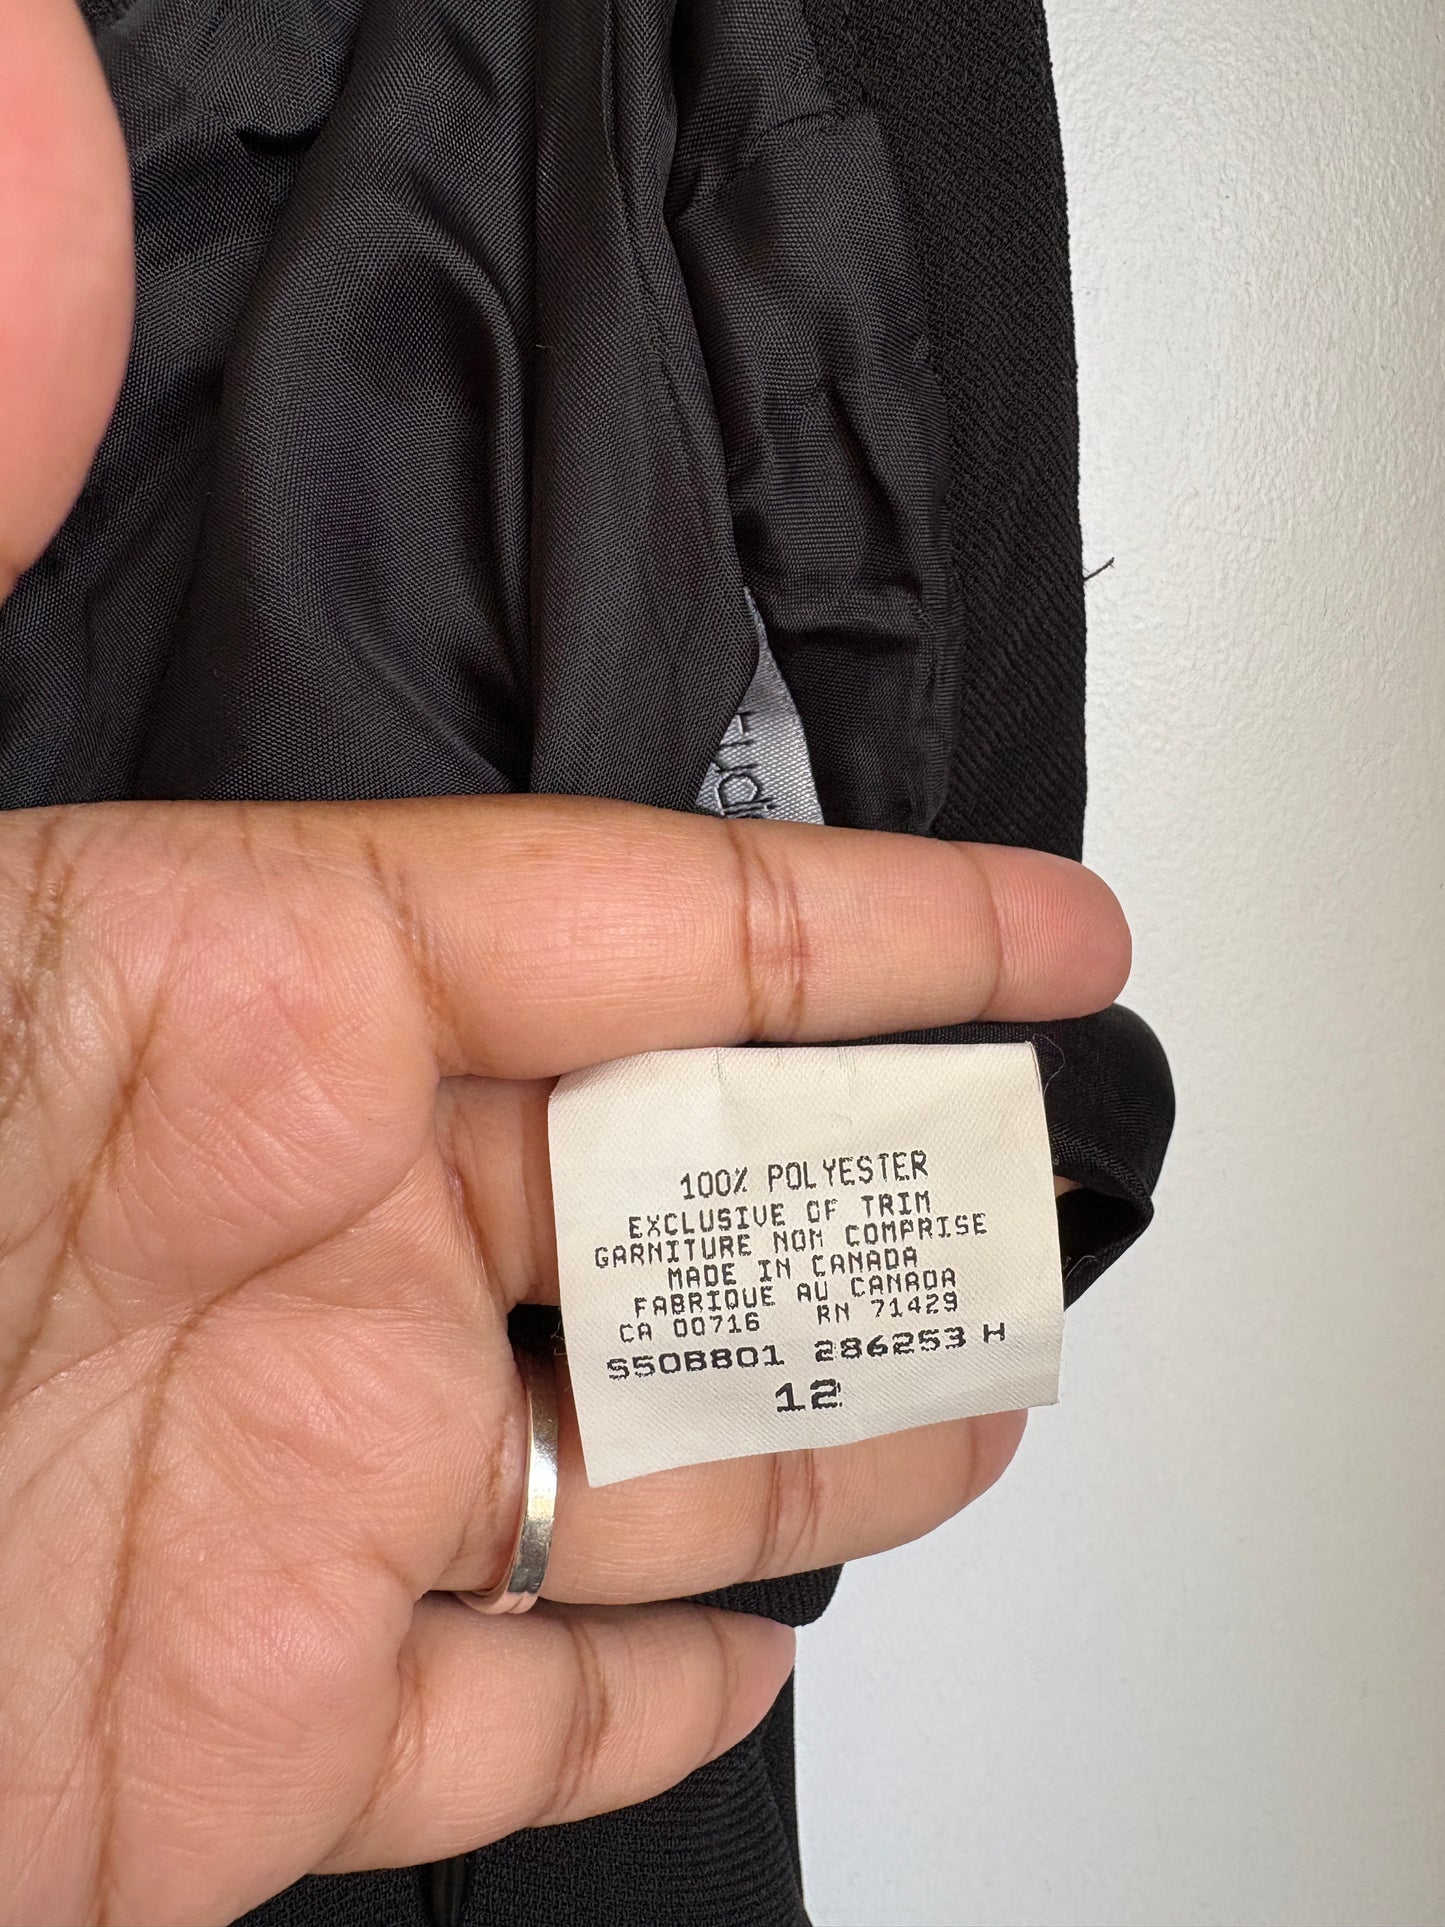 100% POLYESTER
EXCLUSIVE OF TRIM
GARNITURE NON COMPRISE
MADE IN CANADA
FABRIQUE AU CANADA
CA 00716 RN 71429
S50B801 286253 H
12